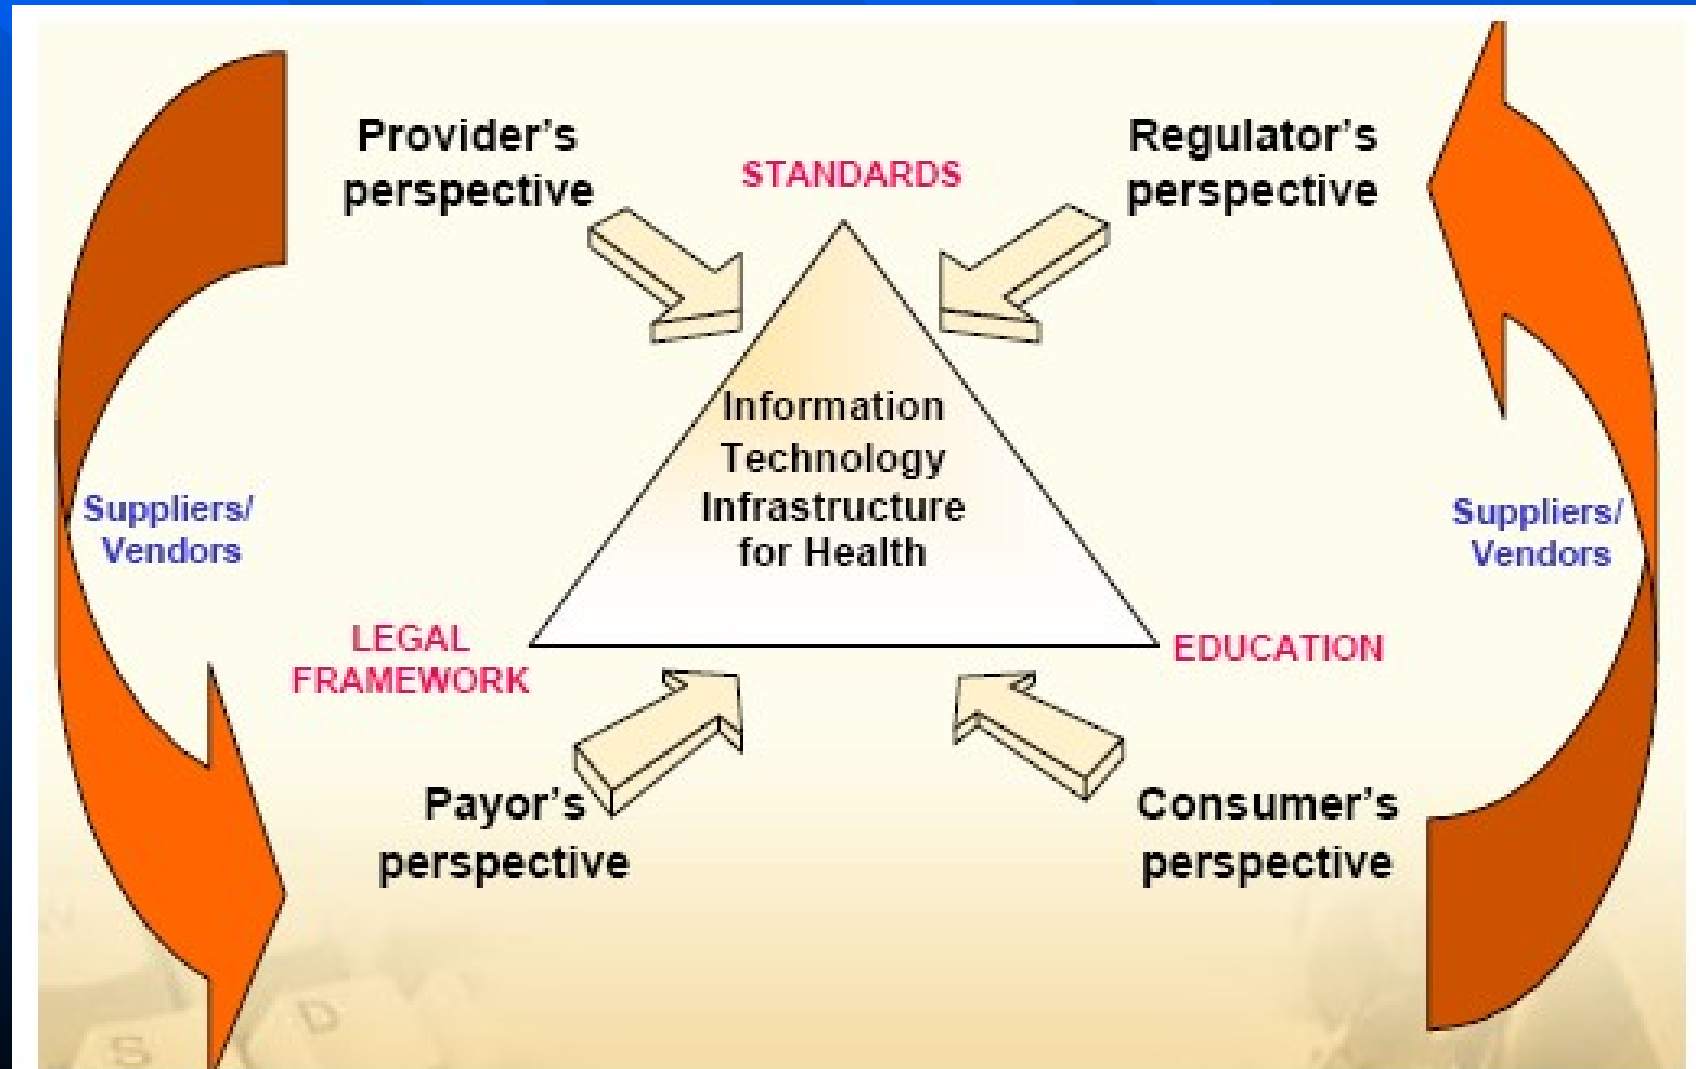 Provider's
perspective
STANDARDS
Regulator's
perspective
Information
Technology
Infrastructure
for Health
Suppliers/
Vendors
Suppliers/
Vendors
LEGAL
FRAMEWORK
EDUCATION
Payor's
perspective
Consumer's
perspective
S
D